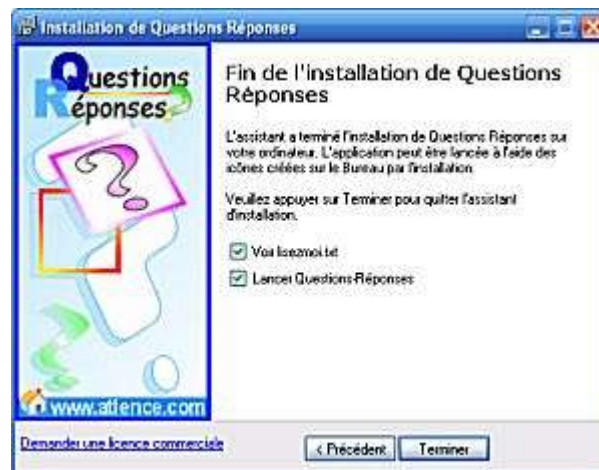 Installation de Questions Réponses
Questions
Réponses
?
Fin de l'installation de Questions
Réponses
L'assistant a terminé l'installation de Questions Réponses sur
votre ordinateur. L'application peut être lancée à l'aide des
icônes créées sur le Bureau par l'installation.
Veuillez appuyer sur Terminer pour quitter l'assistant
d'installation.
Voir lisezmoi.txt
Lancer Questions-Réponses
www.atlence.com
Demander une licence commerciale
< Précédent
Terminer